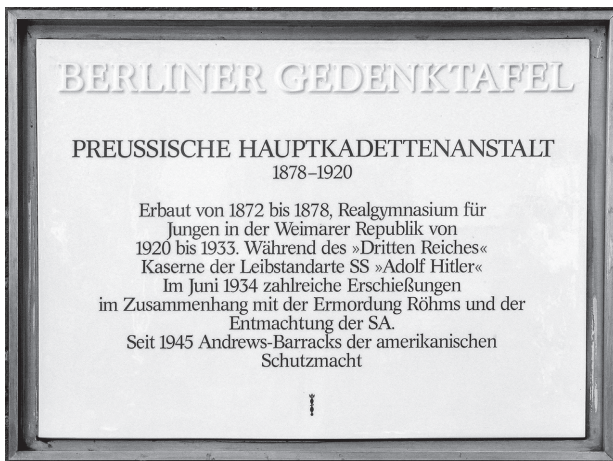 BERLINER GEDENKTAFEL
PREUSSISCHE HAUPTKADETTENANSTALT
1878–1920
Erbaut von 1872 bis 1878, Realgymnasium für
Jungen in der Weimarer Republik von
1920 bis 1933. Während des »Dritten Reiches«
Kaserne der Leibstandarte SS »Adolf Hitler«
Im Juni 1934 zahlreiche Erschießungen
im Zusammenhang mit der Ermordung Röhms und der
Entmachtung der SA.
Seit 1945 Andrews-Barracks der amerikanischen
Schutzmacht